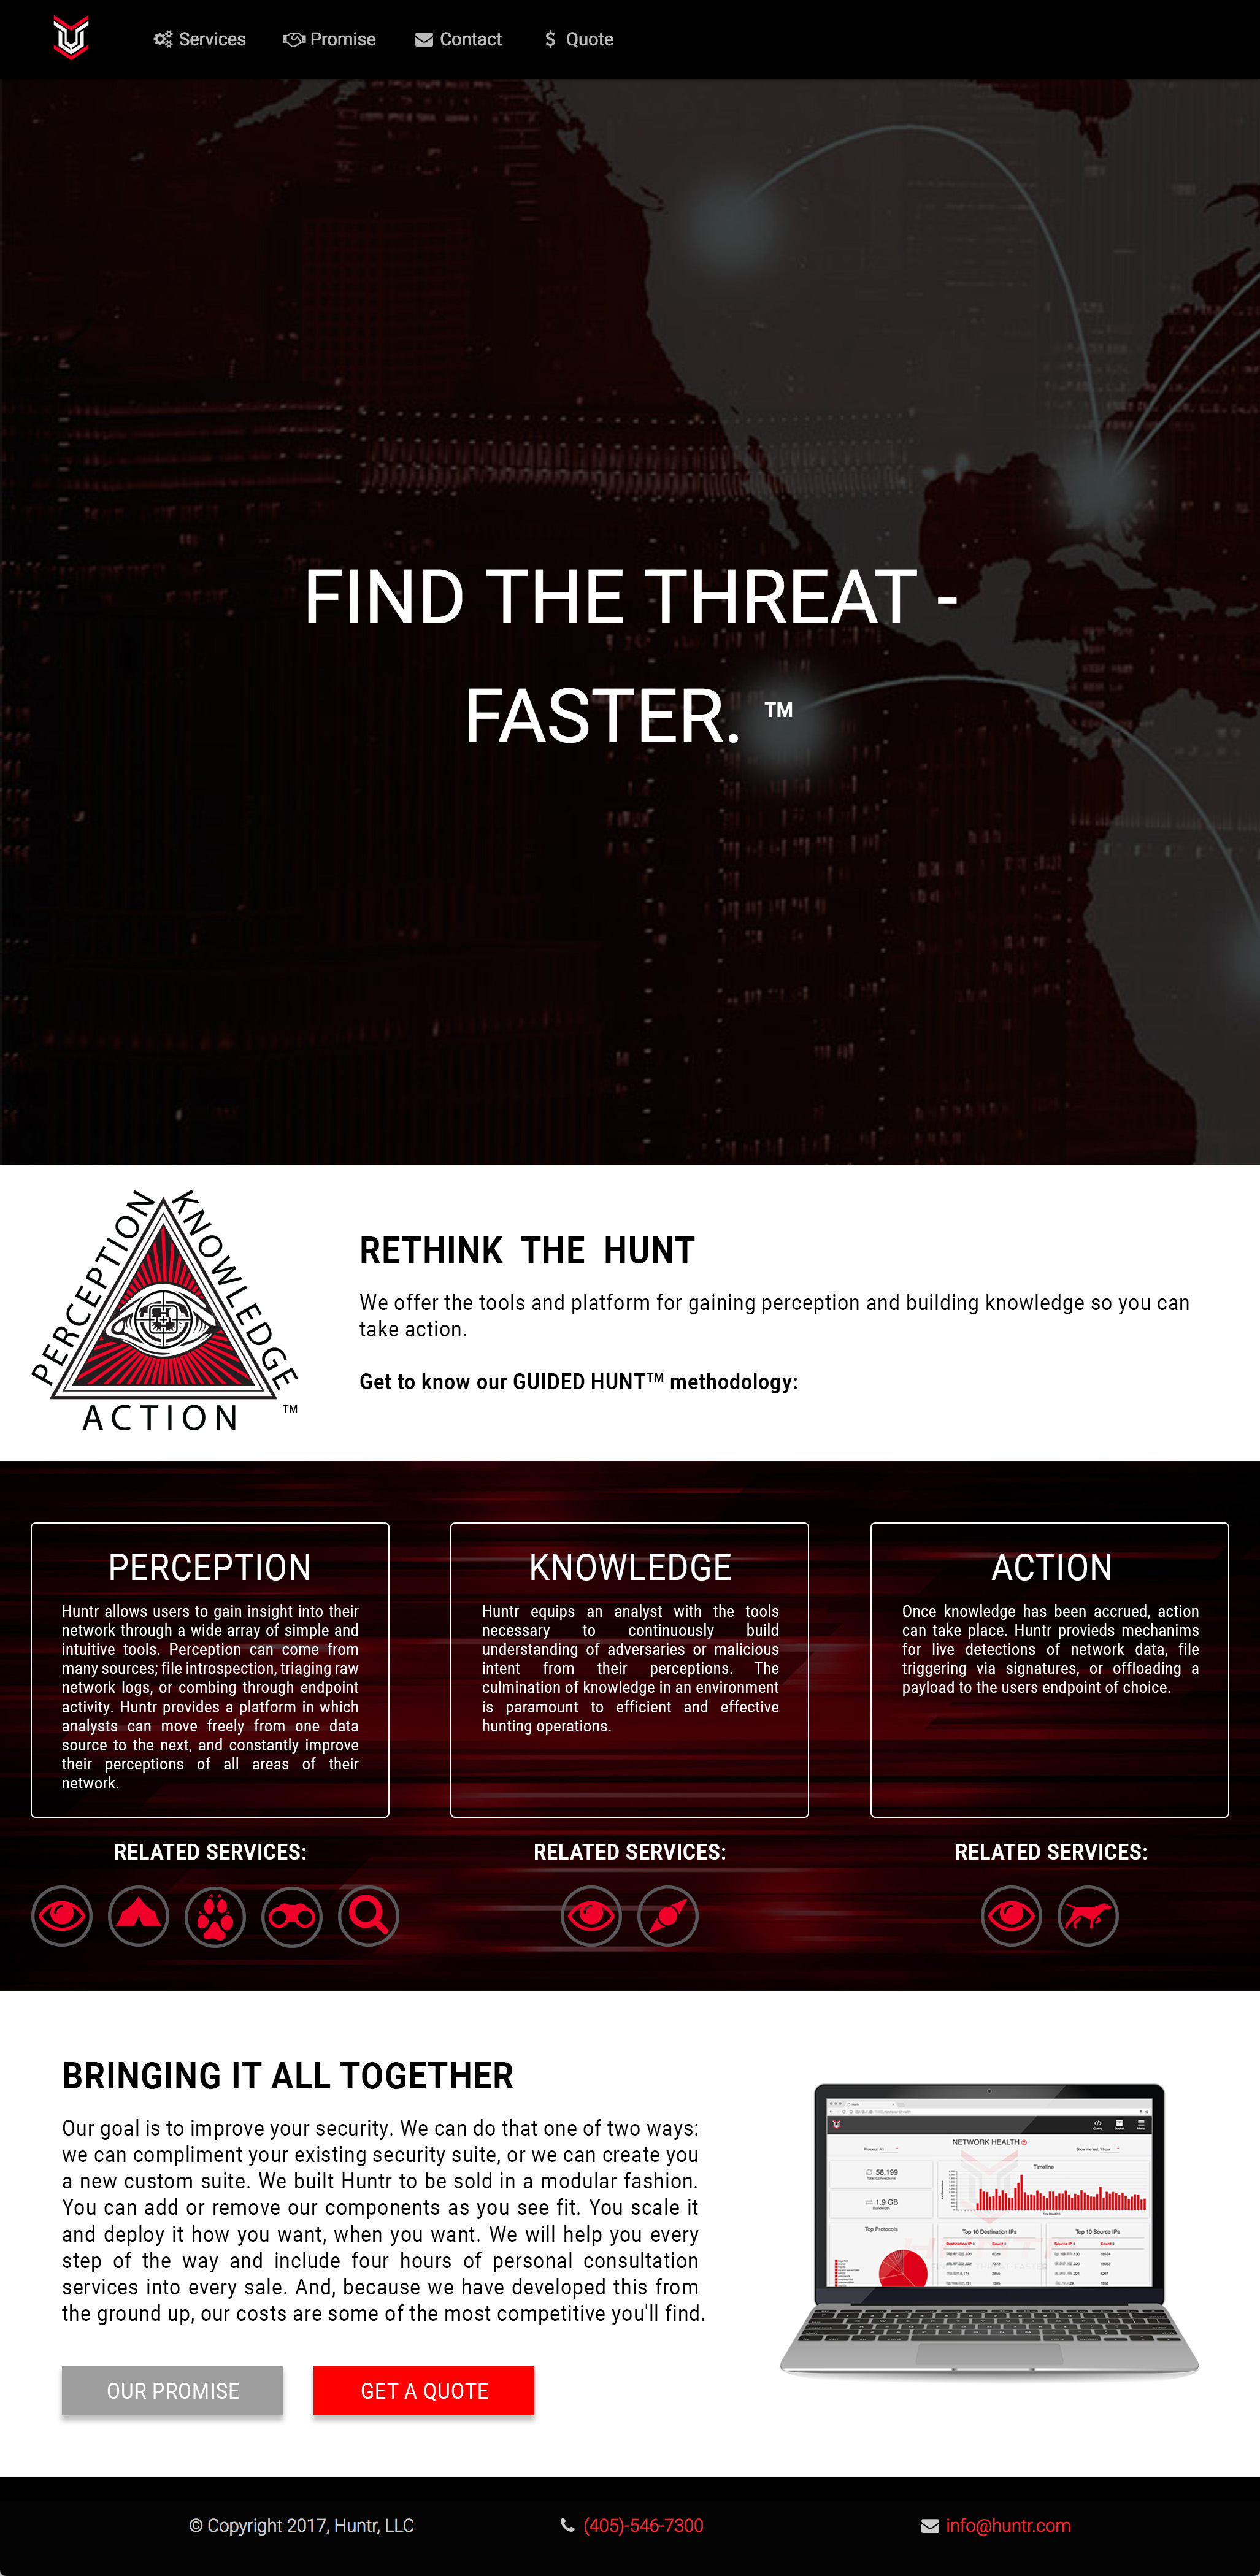 Services
Promise
Contact
$ Quote
FIND THE THREAT -
FASTER. TM
PERCEPTION
KNOWLEDGE
ACTION
TM
RETHINK THE HUNT
We offer the tools and platform for gaining perception and building knowledge so you can
take action.
Get to know our GUIDED HUNT™ methodology:
PERCEPTION
Huntr allows users to gain insight into their
network through a wide array of simple and
intuitive tools. Perception can come from
many sources; file introspection, triaging raw
network logs, or combing through endpoint
activity. Huntr provides a platform in which
analysts can move freely from one data
source to the next, and constantly improve
their perceptions of all areas of their
network.
RELATED SERVICES:
KNOWLEDGE
Huntr equips an analyst with the tools
necessary to continuously build
understanding of adversaries or malicious
intent from their perceptions. The
culmination of knowledge in an environment
is paramount to efficient and effective
hunting operations.
RELATED SERVICES:
ACTION
Once knowledge has been accrued, action
can take place. Huntr provieds mechanims
for live detections of network data, file
triggering via signatures, or offloading a
payload to the users endpoint of choice.
RELATED SERVICES:
BRINGING IT ALL TOGETHER
Our goal is to improve your security. We can do that one of two ways:
we can compliment your existing security suite, or we can create you
a new custom suite. We built Huntr to be sold in a modular fashion.
You can add or remove our components as you see fit. You scale it
and deploy it how you want, when you want. We will help you every
step of the way and include four hours of personal consultation
services into every sale. And, because we have developed this from
the ground up, our costs are some of the most competitive you'll find.
OUR PROMISE
GET A QUOTE
NETWORK HEALTH
58,199
Total Connections
1.9 GB
Bandwidth
Timeline
Top Protocols
Top 10 Destination IPs
Top 10 Source IPs
© Copyright 2017, Huntr, LLC
(405)-546-7300
info@huntr.com